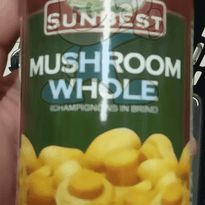 SUNBEST
MUSHROOM
WHOLE
(CHAMPIGNONS IN BRINE)